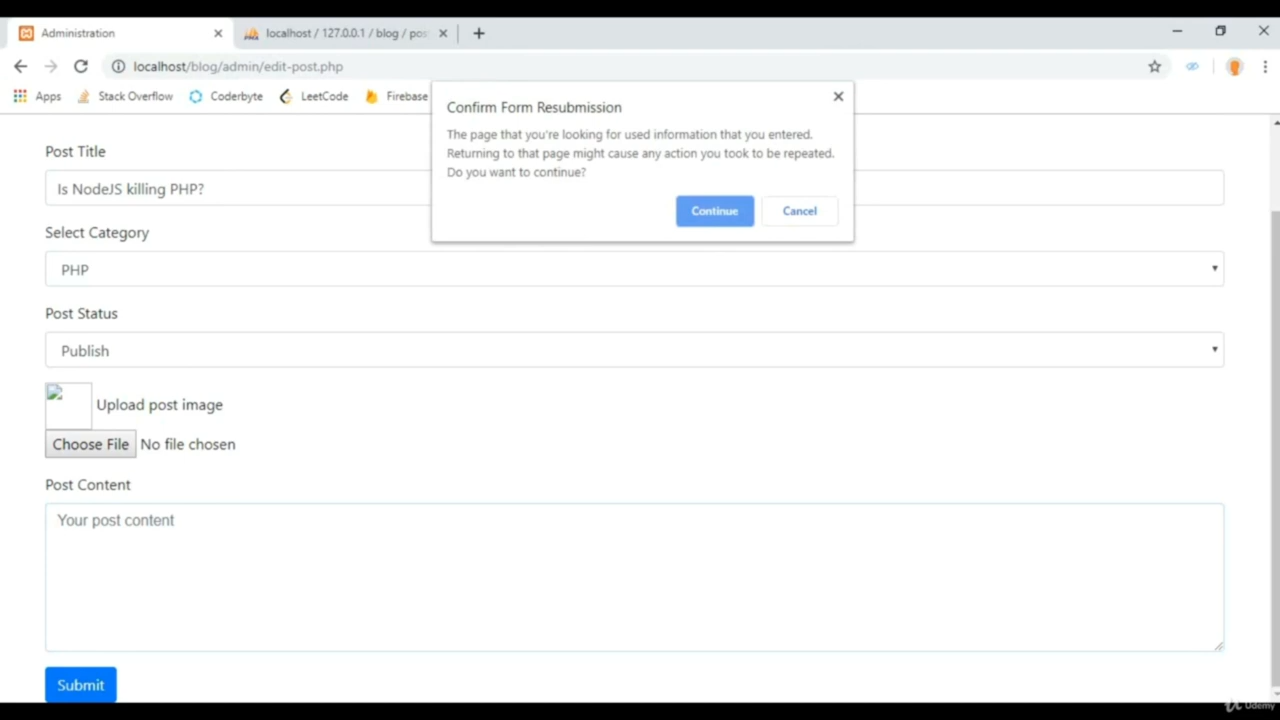 Administration
localhost / 127.0.0.1 / blog / pos
localhost/blog/admin/edit-post.php
Apps
Stack Overflow
Coderbyte
LeetCode
Firebase
Confirm Form Resubmission
The page that you're looking for used information that you entered.
Returning to that page might cause any action you took to be repeated.
Do you want to continue?
Continue
Cancel
Post Title
Is NodeJS killing PHP?
Select Category
PHP
Post Status
Publish
Upload post image
Choose File No file chosen
Post Content
Your post content
Submit
Udemy